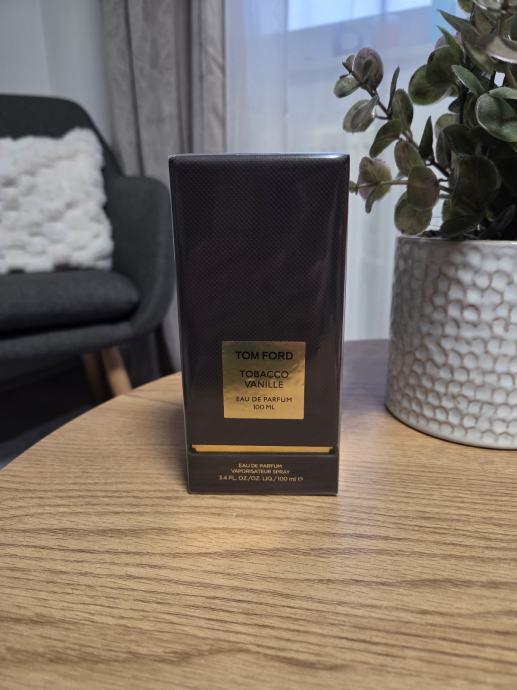 TOM FORD
TOBACCO
VANILLE
EAU DE PARFUM
100 ML
EAU DE PARFUM
VAPORISATEUR SPRAY
3.4 FL. OZ./OZ. LIQ./100 ml ℮